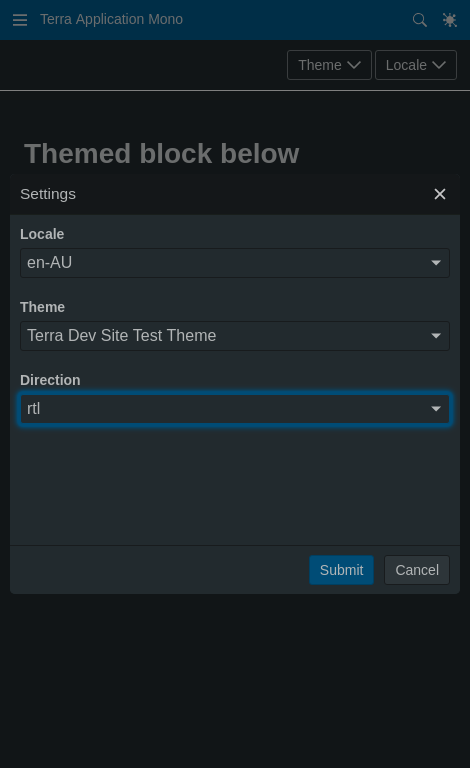 Terra Application Mono
Theme Locale
Themed block below
Settings
Locale
en-AU
Theme
Terra Dev Site Test Theme
Direction
rtl
Submit Cancel